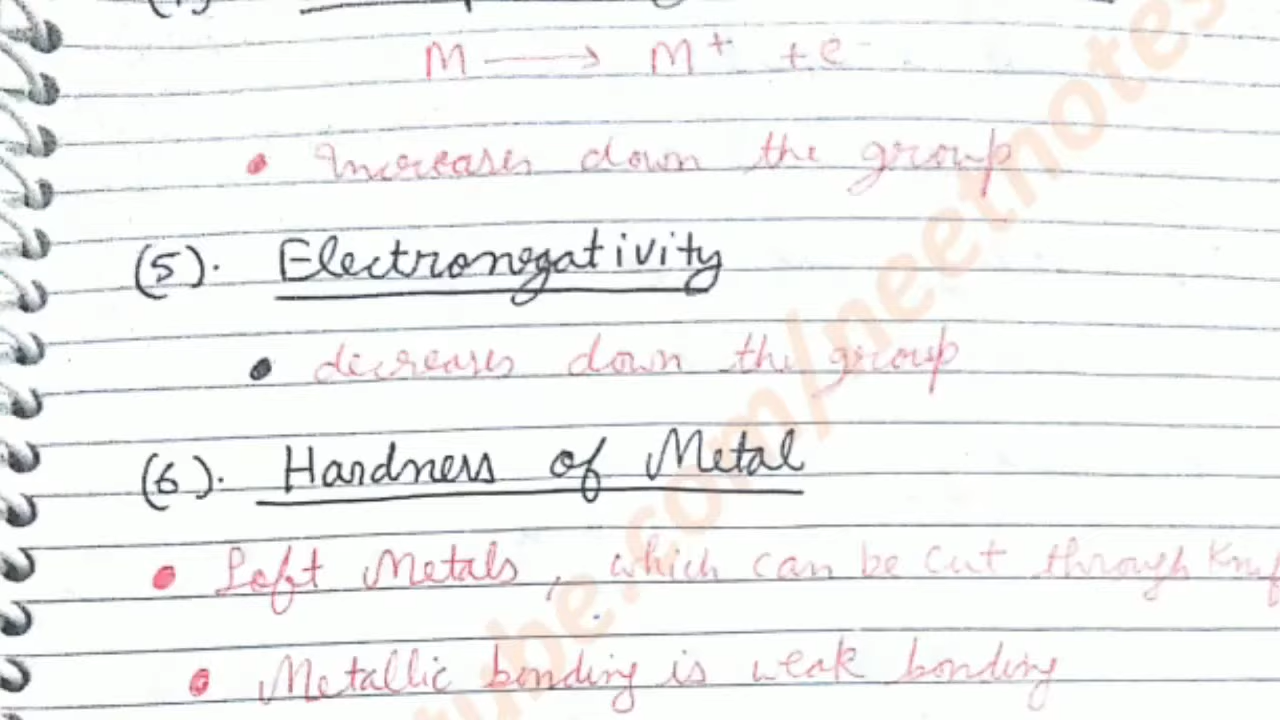 M ⟶ M⁺ + e⁻
• Increases down the group
(5). Electronegativity
• decreases down the group
(6). Hardness of Metal
• Soft Metals, which can be cut through
• Metallic bonding is weak bonding